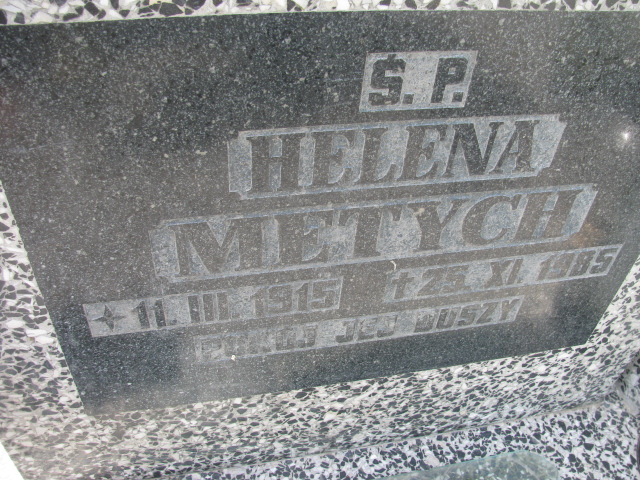 Ś. P.
HELENA
METYCH
11. III. 1915 † 25. XI. 1985
POKÓJ JEJ DUSZY